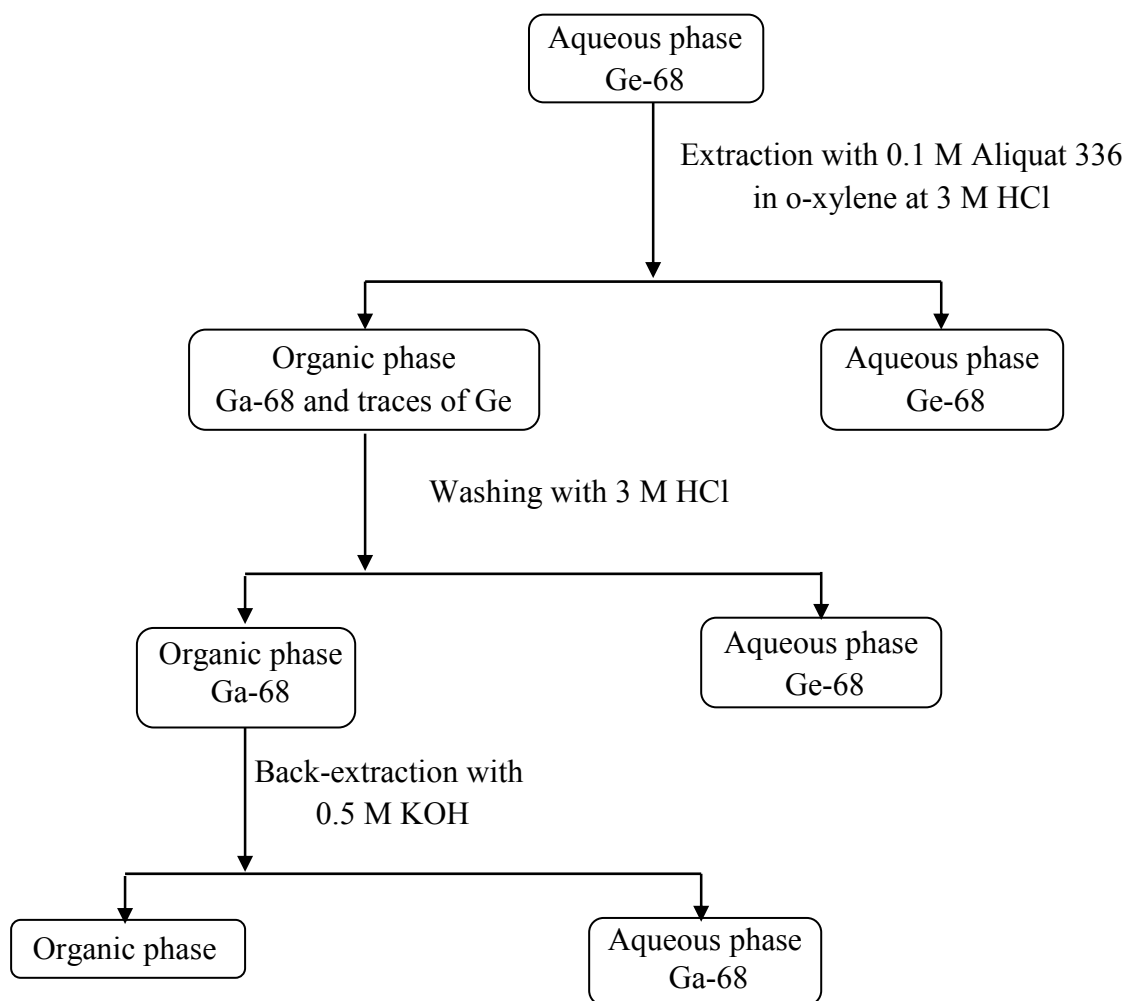 Aqueous phase
Ge-68
Extraction with 0.1 M Aliquat 336
in o-xylene at 3 M HCl
Organic phase
Ga-68 and traces of Ge
Aqueous phase
Ge-68
Washing with 3 M HCl
Organic phase
Ga-68
Aqueous phase
Ge-68
Back-extraction with
0.5 M KOH
Organic phase
Aqueous phase
Ga-68